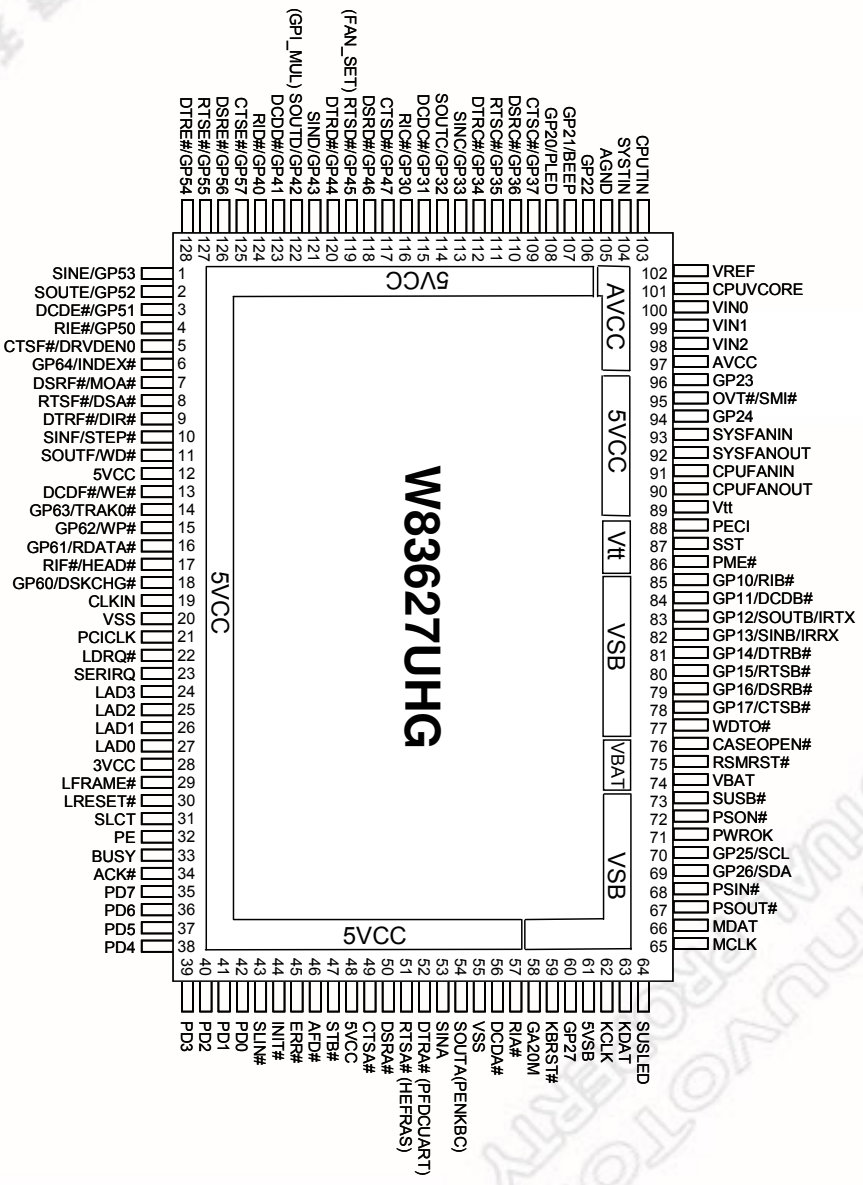 (GPI_MUL)
(FAN_SET)
DTRE#/GP54
RTSE#/GP55
DSRE#/GP56
CTSE#/GP57
RID#/GP40
DCDD#/GP41
SOUTD/GP42
SIND/GP43
DTRD#/GP44
RTSD#/GP45
DSRD#/GP46
CTSD#/GP47
RIC#/GP30
DCDC#/GP31
SOUTC/GP32
SINC/GP33
DTRC#/GP34
RTSC#/GP35
DSRC#/GP36
CTSC#/GP37
GP20/PLED
GP21/BEEP
GP22
AGND
SYSTIN
CPUTIN
128
127
126
125
124
123
122
121
120
119
118
117
116
115
114
113
112
111
110
109
108
107
106
105
104
103
SINE/GP53 1
SOUTE/GP52 2
DCDE#/GP51 3
RIE#/GP50 4
CTSF#/DRVDEN0 5
GP64/INDEX# 6
DSRF#/MOA# 7
RTSF#/DSA# 8
DTRF#/DIR# 9
SINF/STEP# 10
SOUTF/WD# 11
5VCC 12
DCDF#/WE# 13
GP63/TRAK0# 14
GP62/WP# 15
GP61/RDATA# 16
RIF#/HEAD# 17
GP60/DSKCHG# 18
CLKIN 19
VSS 20
PCICLK 21
LDRQ# 22
SERIRQ 23
LAD3 24
LAD2 25
LAD1 26
LAD0 27
3VCC 28
LFRAME# 29
LRESET# 30
SLCT 31
PE 32
BUSY 33
ACK# 34
PD7 35
PD6 36
PD5 37
PD4 38
5VCC
AVCC
5VCC
Vtt
VSB
VBAT
VSB
5VCC
5VCC
W83627UHG
102 VREF
101 CPUVCORE
100 VIN0
99 VIN1
98 VIN2
97 AVCC
96 GP23
95 OVT#/SMI#
94 GP24
93 SYSFANIN
92 SYSFANOUT
91 CPUFANIN
90 CPUFANOUT
89 Vtt
88 PECI
87 SST
86 PME#
85 GP10/RIB#
84 GP11/DCDB#
83 GP12/SOUTB/IRTX
82 GP13/SINB/IRRX
81 GP14/DTRB#
80 GP15/RTSB#
79 GP16/DSRB#
78 GP17/CTSB#
77 WDTO#
76 CASEOPEN#
75 RSMRST#
74 VBAT
73 SUSB#
72 PSON#
71 PWROK
70 GP25/SCL
69 GP26/SDA
68 PSIN#
67 PSOUT#
66 MDAT
65 MCLK
39
40
41
42
43
44
45
46
47
48
49
50
51
52
53
54
55
56
57
58
59
60
61
62
63
64
PD3
PD2
PD1
PD0
SLIN#
INIT#
ERR#
AFD#
STB#
5VCC
CTSA#
DSRA#
RTSA# (HEFRAS)
DTRA# (PFDCUART)
SINA
SOUTA(PENKBC)
VSS
DCDA#
RIA#
GA20M
KBRST#
GP27
5VSB
KCLK
KDAT
SUSLED